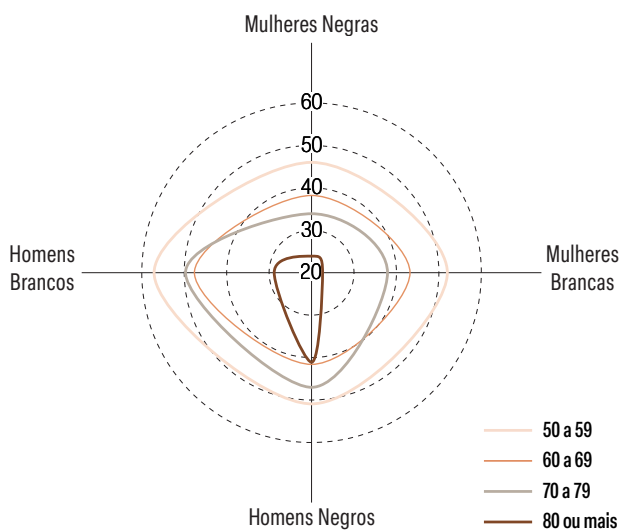 Mulheres Negras
60
50
40
30
20
Homens
Brancos
Mulheres
Brancas
Homens Negros
50 a 59
60 a 69
70 a 79
80 ou mais